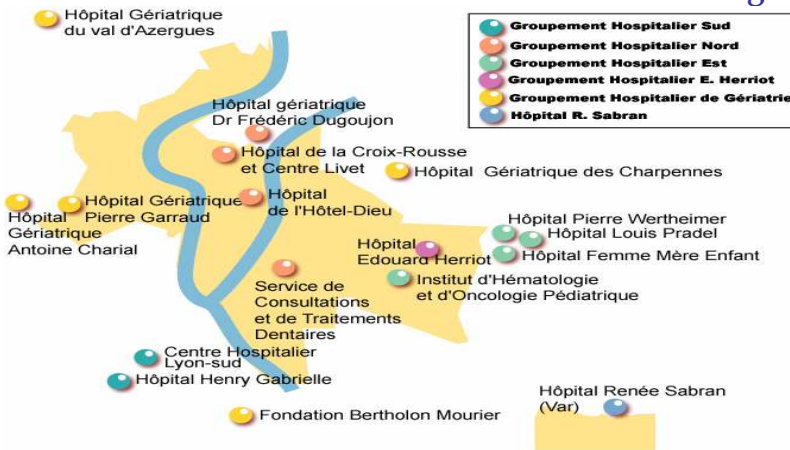 Hôpital Gériatrique
du val d'Azergues
Groupement Hospitalier Sud
Groupement Hospitalier Nord
Groupement Hospitalier Est
Groupement Hospitalier E. Herriot
Groupement Hospitalier de Gériatrie
Hôpital R. Sabran
Hôpital gériatrique
Dr Frédéric Dugoujon
Hôpital de la Croix-Rousse
et Centre Livet
Hôpital Gériatrique des Charpennes
Hôpital
Gériatrique
Antoine Charial
Hôpital Gériatrique
Pierre Garraud
Hôpital
de l'Hôtel-Dieu
Hôpital Pierre Wertheimer
Hôpital Louis Pradel
Hôpital
Edouard Herriot
Hôpital Femme Mère Enfant
Institut d'Hématologie
et d'Oncologie Pédiatrique
Service de
Consultations
et de Traitements
Dentaires
Centre Hospitalier
Lyon-sud
Hôpital Henry Gabrielle
Fondation Bertholon Mourier
Hôpital Renée Sabran
(Var)